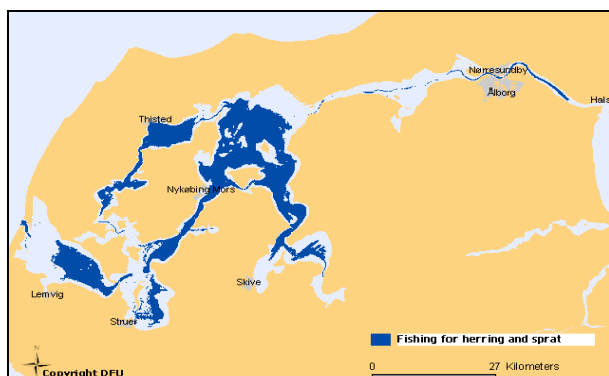 Nørresundby
Ålborg
Hals
Thisted
Nykøbing Mors
Skive
Lemvig
Struer
Fishing for herring and sprat
N
0 27 Kilometers
Copyright DFU